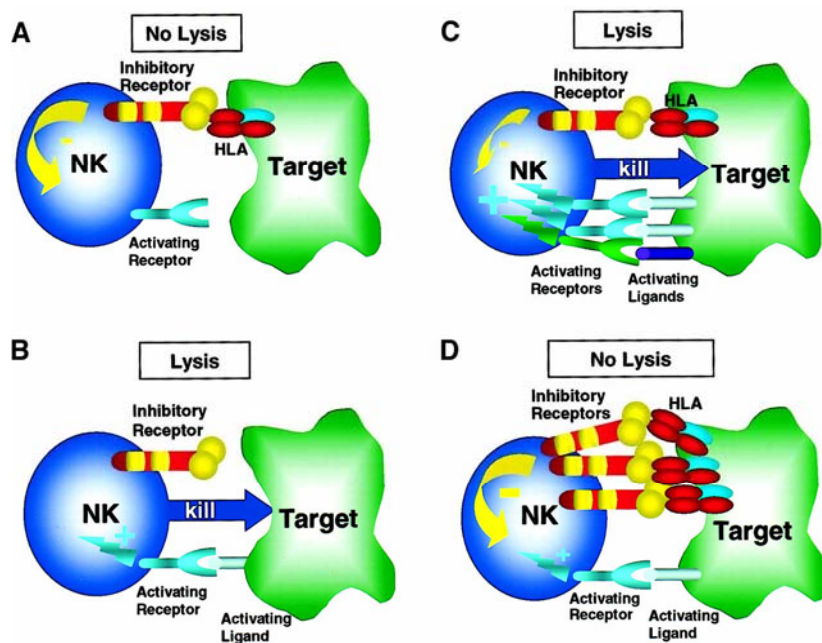 A
No Lysis
Inhibitory
Receptor
-
NK
HLA
Target
Activating
Receptor
B
Lysis
Inhibitory
Receptor
NK
kill
Target
+
Activating
Receptor
Activating
Ligand
C
Lysis
Inhibitory
Receptor
HLA
-
NK
kill
Target
+
Activating
Receptors
Activating
Ligands
D
No Lysis
Inhibitory
Receptors
HLA
-
NK
Target
+
Activating
Receptor
Activating
Ligand